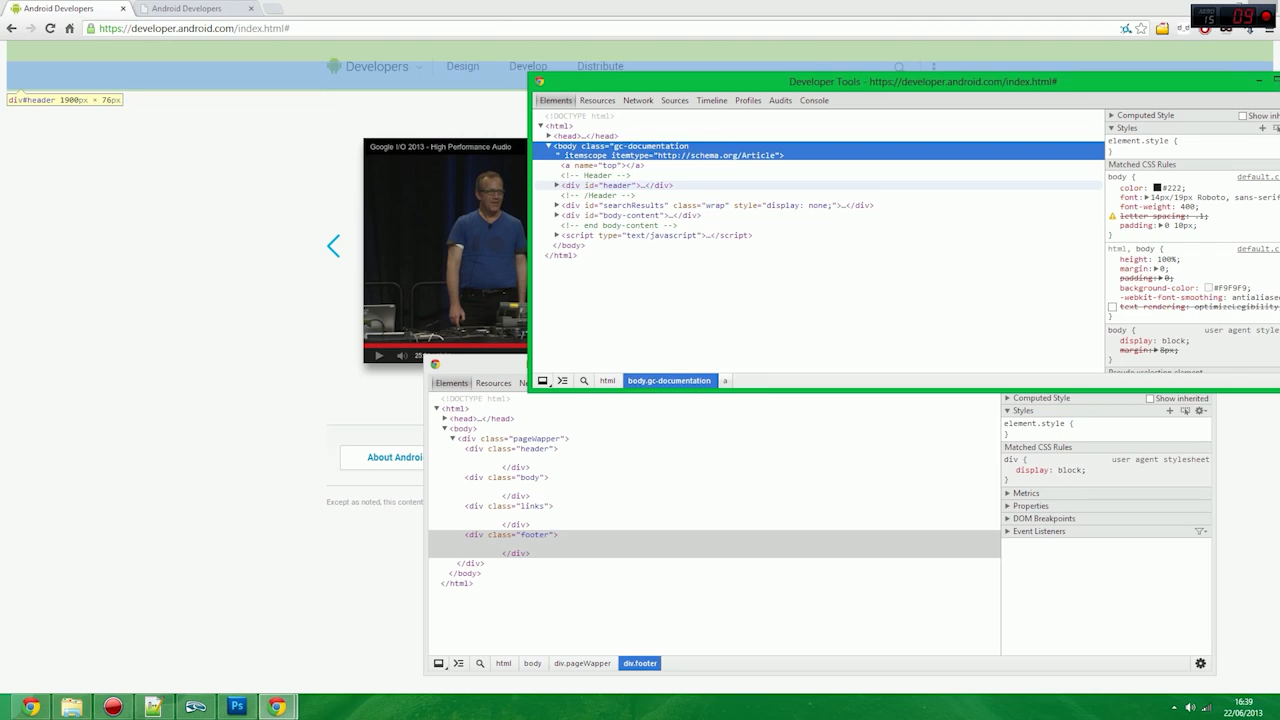 Android Developers
Android Developers
https://developer.android.com/index.html#
15
09
Developers
Design
Develop
Distribute
div#header 1900px × 76px
Google I/O 2013 - High Performance Audio
About Androi
Except as noted, this content
Developer Tools - https://developer.android.com/index.html#
Elements Resources Network Sources Timeline Profiles Audits Console
<!DOCTYPE html>
<html>
<head>…</head>
<body class="gc-documentation
" itemscope itemtype="http://schema.org/Article">
<a name="top"></a>
<!-- Header -->
<div id="header">…</div>
<!-- /Header -->
<div id="searchResults" class="wrap" style="display: none;">…</div>
<div id="body-content">…</div>
<!-- end body-content -->
<script type="text/javascript">…</script>
</body>
</html>
html body.gc-documentation a
Computed Style Show inh
Styles
element.style {
}
Matched CSS Rules
body { default.c
color: #222;
font: 14px/19px Roboto, sans-serif
font-weight: 400;
letter-spacing: .1;
padding: 0 10px;
}
html, body { default.c
height: 100%;
margin: 0;
padding: 0;
background-color: #F9F9F9;
-webkit-font-smoothing: antialiased
text-rendering: optimizeLegibility
}
body { user agent style
display: block;
margin: 8px;
}
Elements Resources Ne
<!DOCTYPE html>
<html>
<head>…</head>
<body>
<div class="pageWapper">
<div class="header">
</div>
<div class="body">
</div>
<div class="links">
</div>
<div class="footer">
</div>
</div>
</body>
</html>
html body div.pageWapper div.footer
Computed Style Show inherited
Styles
element.style {
}
Matched CSS Rules
div { user agent stylesheet
display: block;
}
Metrics
Properties
DOM Breakpoints
Event Listeners
Ps
16:39
22/06/2013